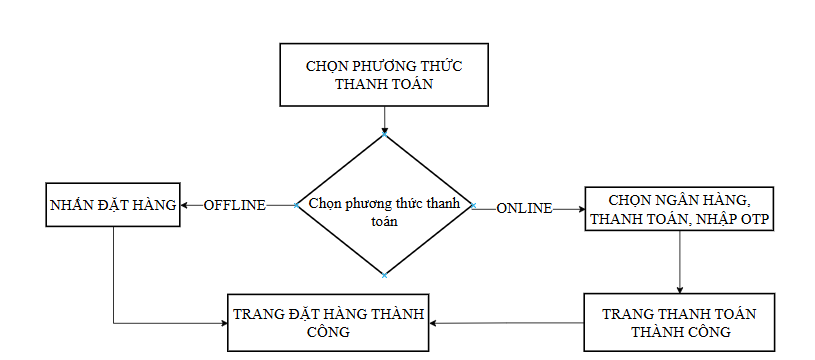 CHỌN PHƯƠNG THỨC
THANH TOÁN
NHẤN ĐẶT HÀNG
OFFLINE
Chọn phương thức thanh
toán
ONLINE
CHỌN NGÂN HÀNG,
THANH TOÁN, NHẬP OTP
TRANG ĐẶT HÀNG THÀNH
CÔNG
TRANG THANH TOÁN
THÀNH CÔNG